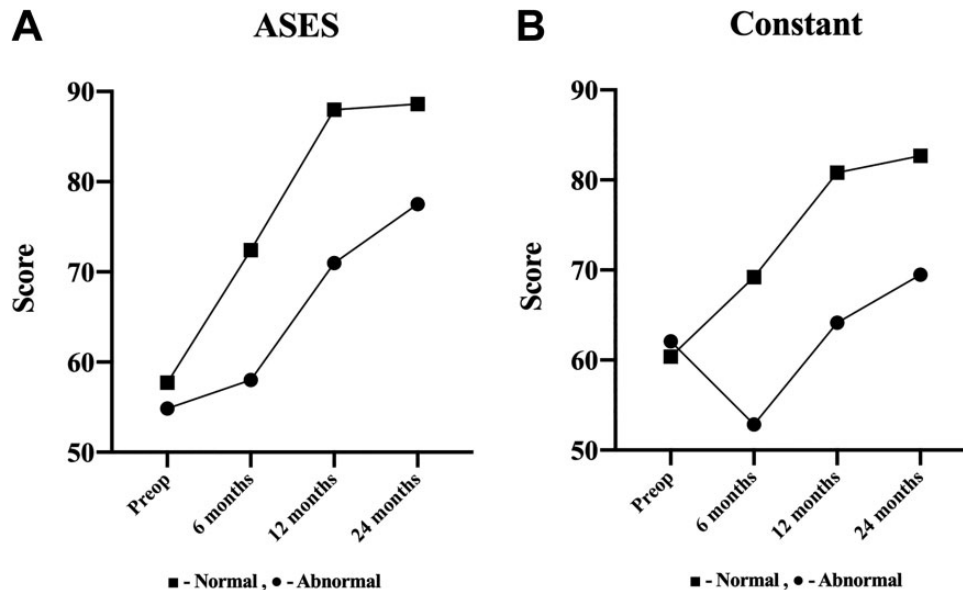 A
ASES
Score
90
80
70
60
50
Preop
6 months
12 months
24 months
■ - Normal , ● - Abnormal
B
Constant
Score
90
80
70
60
50
Preop
6 months
12 months
24 months
■ - Normal , ● - Abnormal